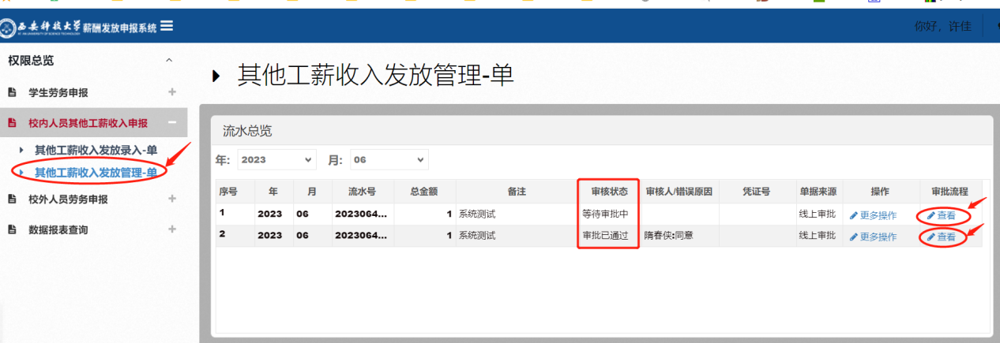 西安科技大学 薪酬发放申报系统
你好, 许佳
权限总览
学生劳务申报
校内人员其他工薪收入申报
其他工薪收入发放录入-单
其他工薪收入发放管理-单
校外人员劳务申报
数据报表查询
其他工薪收入发放管理-单
流水总览
年: 2023 月: 06
序号 年 月 流水号 总金额 备注 审核状态 审核人/错误原因 凭证号 单据来源 操作 审批流程
1 2023 06 2023064... 1 系统测试 等待审批中 线上审批 更多操作 查看
2 2023 06 2023064... 1 系统测试 审批已通过 隋春侠:同意 线上审批 更多操作 查看